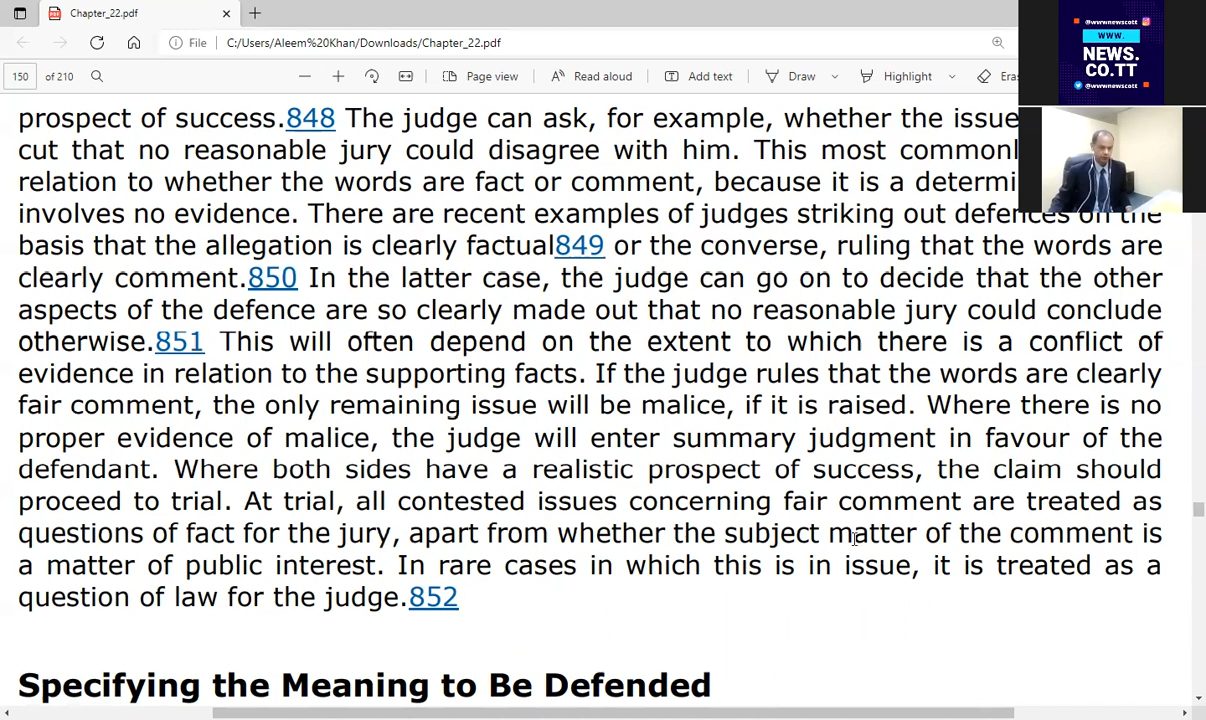 Chapter_22.pdf
File C:/Users/Aleem%20Khan/Downloads/Chapter_22.pdf
150 of 210 Page view Read aloud Add text Draw Highlight Eras
@wwwnewscott
WWW.
NEWS.
CO.TT
@wwwnewscott
prospect of success.848 The judge can ask, for example, whether the issue
cut that no reasonable jury could disagree with him. This most commonl
relation to whether the words are fact or comment, because it is a determi
involves no evidence. There are recent examples of judges striking out defences on the
basis that the allegation is clearly factual849 or the converse, ruling that the words are
clearly comment.850 In the latter case, the judge can go on to decide that the other
aspects of the defence are so clearly made out that no reasonable jury could conclude
otherwise.851 This will often depend on the extent to which there is a conflict of
evidence in relation to the supporting facts. If the judge rules that the words are clearly
fair comment, the only remaining issue will be malice, if it is raised. Where there is no
proper evidence of malice, the judge will enter summary judgment in favour of the
defendant. Where both sides have a realistic prospect of success, the claim should
proceed to trial. At trial, all contested issues concerning fair comment are treated as
questions of fact for the jury, apart from whether the subject matter of the comment is
a matter of public interest. In rare cases in which this is in issue, it is treated as a
question of law for the judge.852
Specifying the Meaning to Be Defended